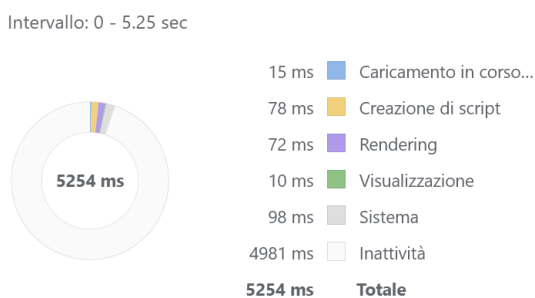 Intervallo: 0 - 5.25 sec
15 ms Caricamento in corso...
78 ms Creazione di script
72 ms Rendering
5254 ms
10 ms Visualizzazione
98 ms Sistema
4981 ms Inattività
5254 ms Totale